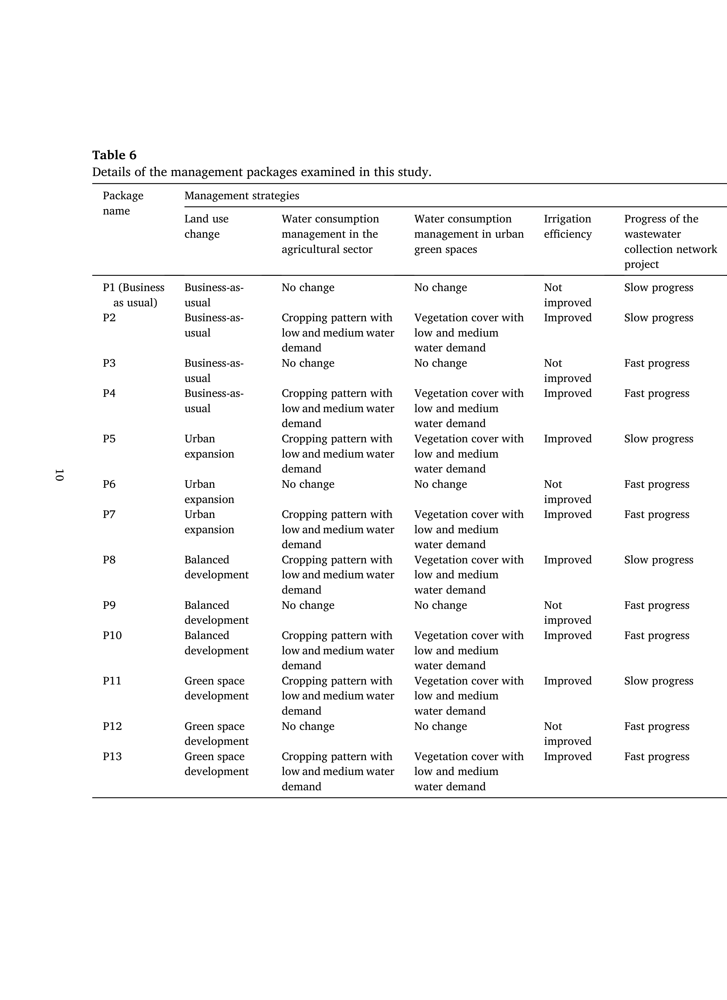 Table 6
Details of the management packages examined in this study.
Package name Management strategies
Land use change Water consumption management in the agricultural sector Water consumption management in urban green spaces Irrigation efficiency Progress of the wastewater collection network project
P1 (Business as usual) Business-as-usual No change No change Not improved Slow progress
P2 Business-as-usual Cropping pattern with low and medium water demand Vegetation cover with low and medium water demand Improved Slow progress
P3 Business-as-usual No change No change Not improved Fast progress
P4 Business-as-usual Cropping pattern with low and medium water demand Vegetation cover with low and medium water demand Improved Fast progress
P5 Urban expansion Cropping pattern with low and medium water demand Vegetation cover with low and medium water demand Improved Slow progress
P6 Urban expansion No change No change Not improved Fast progress
P7 Urban expansion Cropping pattern with low and medium water demand Vegetation cover with low and medium water demand Improved Fast progress
P8 Balanced development Cropping pattern with low and medium water demand Vegetation cover with low and medium water demand Improved Slow progress
P9 Balanced development No change No change Not improved Fast progress
P10 Balanced development Cropping pattern with low and medium water demand Vegetation cover with low and medium water demand Improved Fast progress
P11 Green space development Cropping pattern with low and medium water demand Vegetation cover with low and medium water demand Improved Slow progress
P12 Green space development No change No change Not improved Fast progress
P13 Green space development Cropping pattern with low and medium water demand Vegetation cover with low and medium water demand Improved Fast progress
10